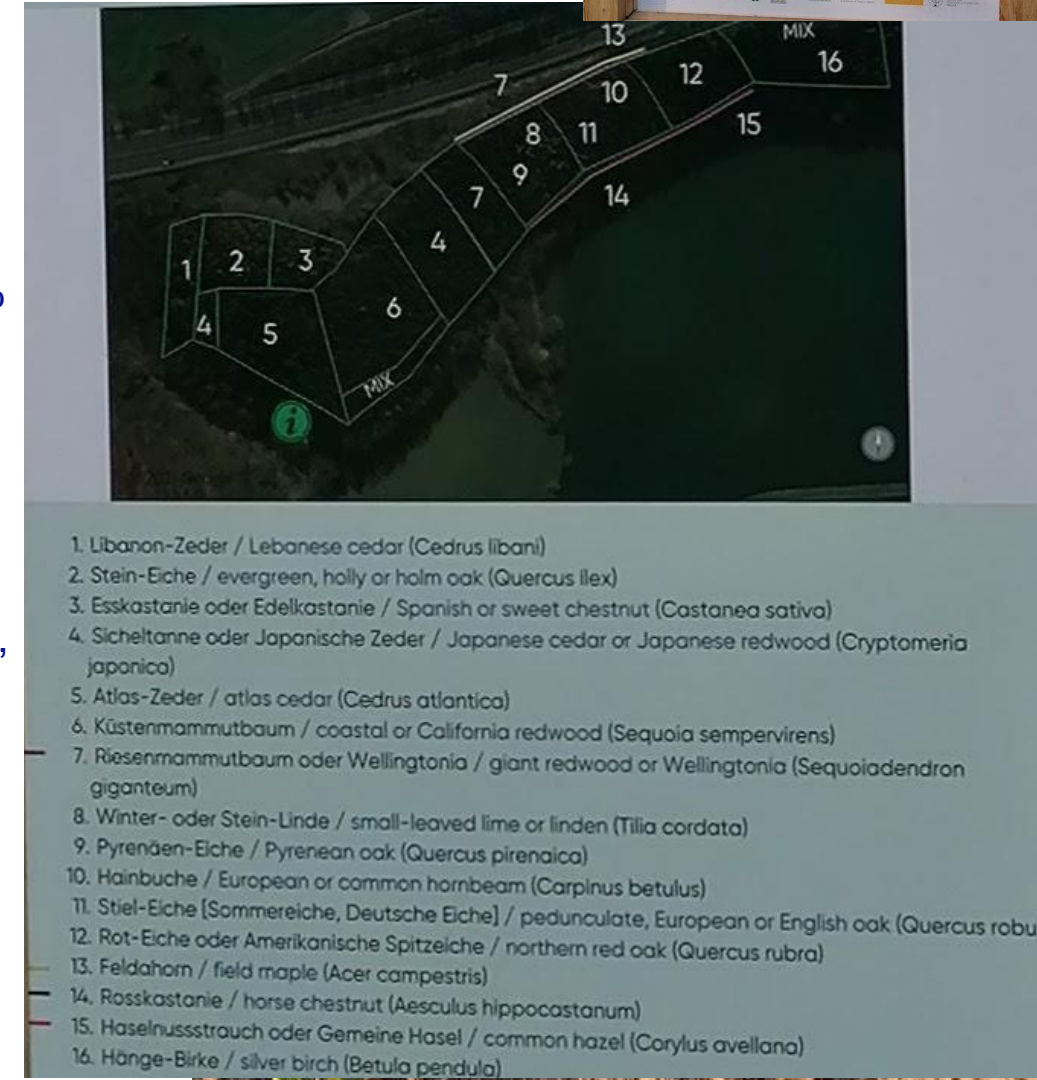 13
MIX
7
12
16
10
8
11
15
9
7
14
4
1
2
3
6
4
5
MIX
i
1. Libanon-Zeder / Lebanese cedar (Cedrus libani)
2. Stein-Eiche / evergreen, holly or holm oak (Quercus ilex)
3. Esskastanie oder Edelkastanie / Spanish or sweet chestnut (Castanea sativa)
4. Sicheltanne oder Japanische Zeder / Japanese cedar or Japanese redwood (Cryptomeria
japonica)
5. Atlas-Zeder / atlas cedar (Cedrus atlantica)
6. Küstenmammutbaum / coastal or California redwood (Sequoia sempervirens)
7. Riesenmammutbaum oder Wellingtonia / giant redwood or Wellingtonia (Sequoiadendron
giganteum)
8. Winter- oder Stein-Linde / small-leaved lime or linden (Tilia cordata)
9. Pyrenäen-Eiche / Pyrenean oak (Quercus pirenaica)
10. Hainbuche / European or common hornbeam (Carpinus betulus)
11. Stiel-Eiche [Sommereiche, Deutsche Eiche] / pedunculate, European or English oak (Quercus robu
12. Rot-Eiche oder Amerikanische Spitzeiche / northern red oak (Quercus rubra)
13. Feldahorn / field maple (Acer campestris)
14. Rosskastanie / horse chestnut (Aesculus hippocastanum)
15. Haselnussstrauch oder Gemeine Hasel / common hazel (Corylus avellana)
16. Hänge-Birke / silver birch (Betula pendula)